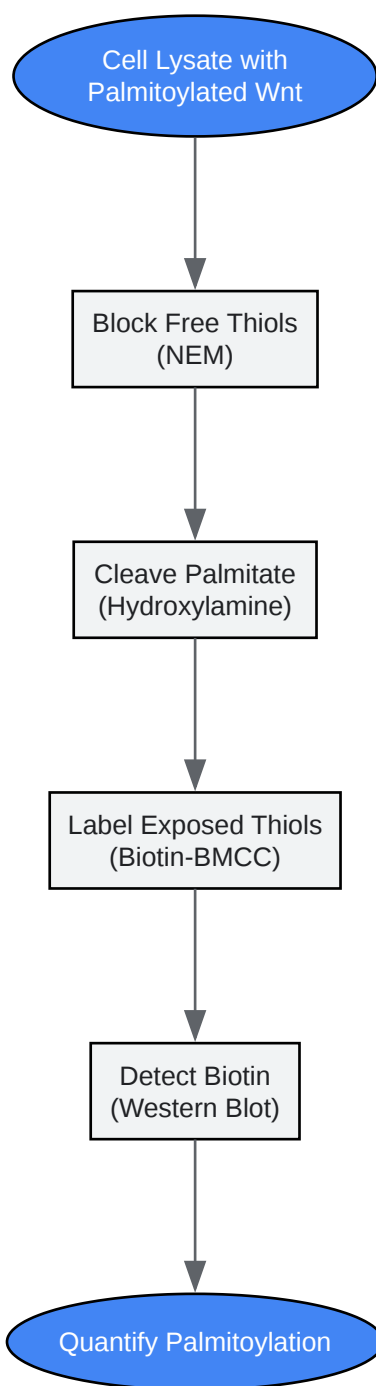 Cell Lysate with
Palmitoylated Wnt
Block Free Thiols
(NEM)
Cleave Palmitate
(Hydroxylamine)
Label Exposed Thiols
(Biotin-BMCC)
Detect Biotin
(Western Blot)
Quantify Palmitoylation